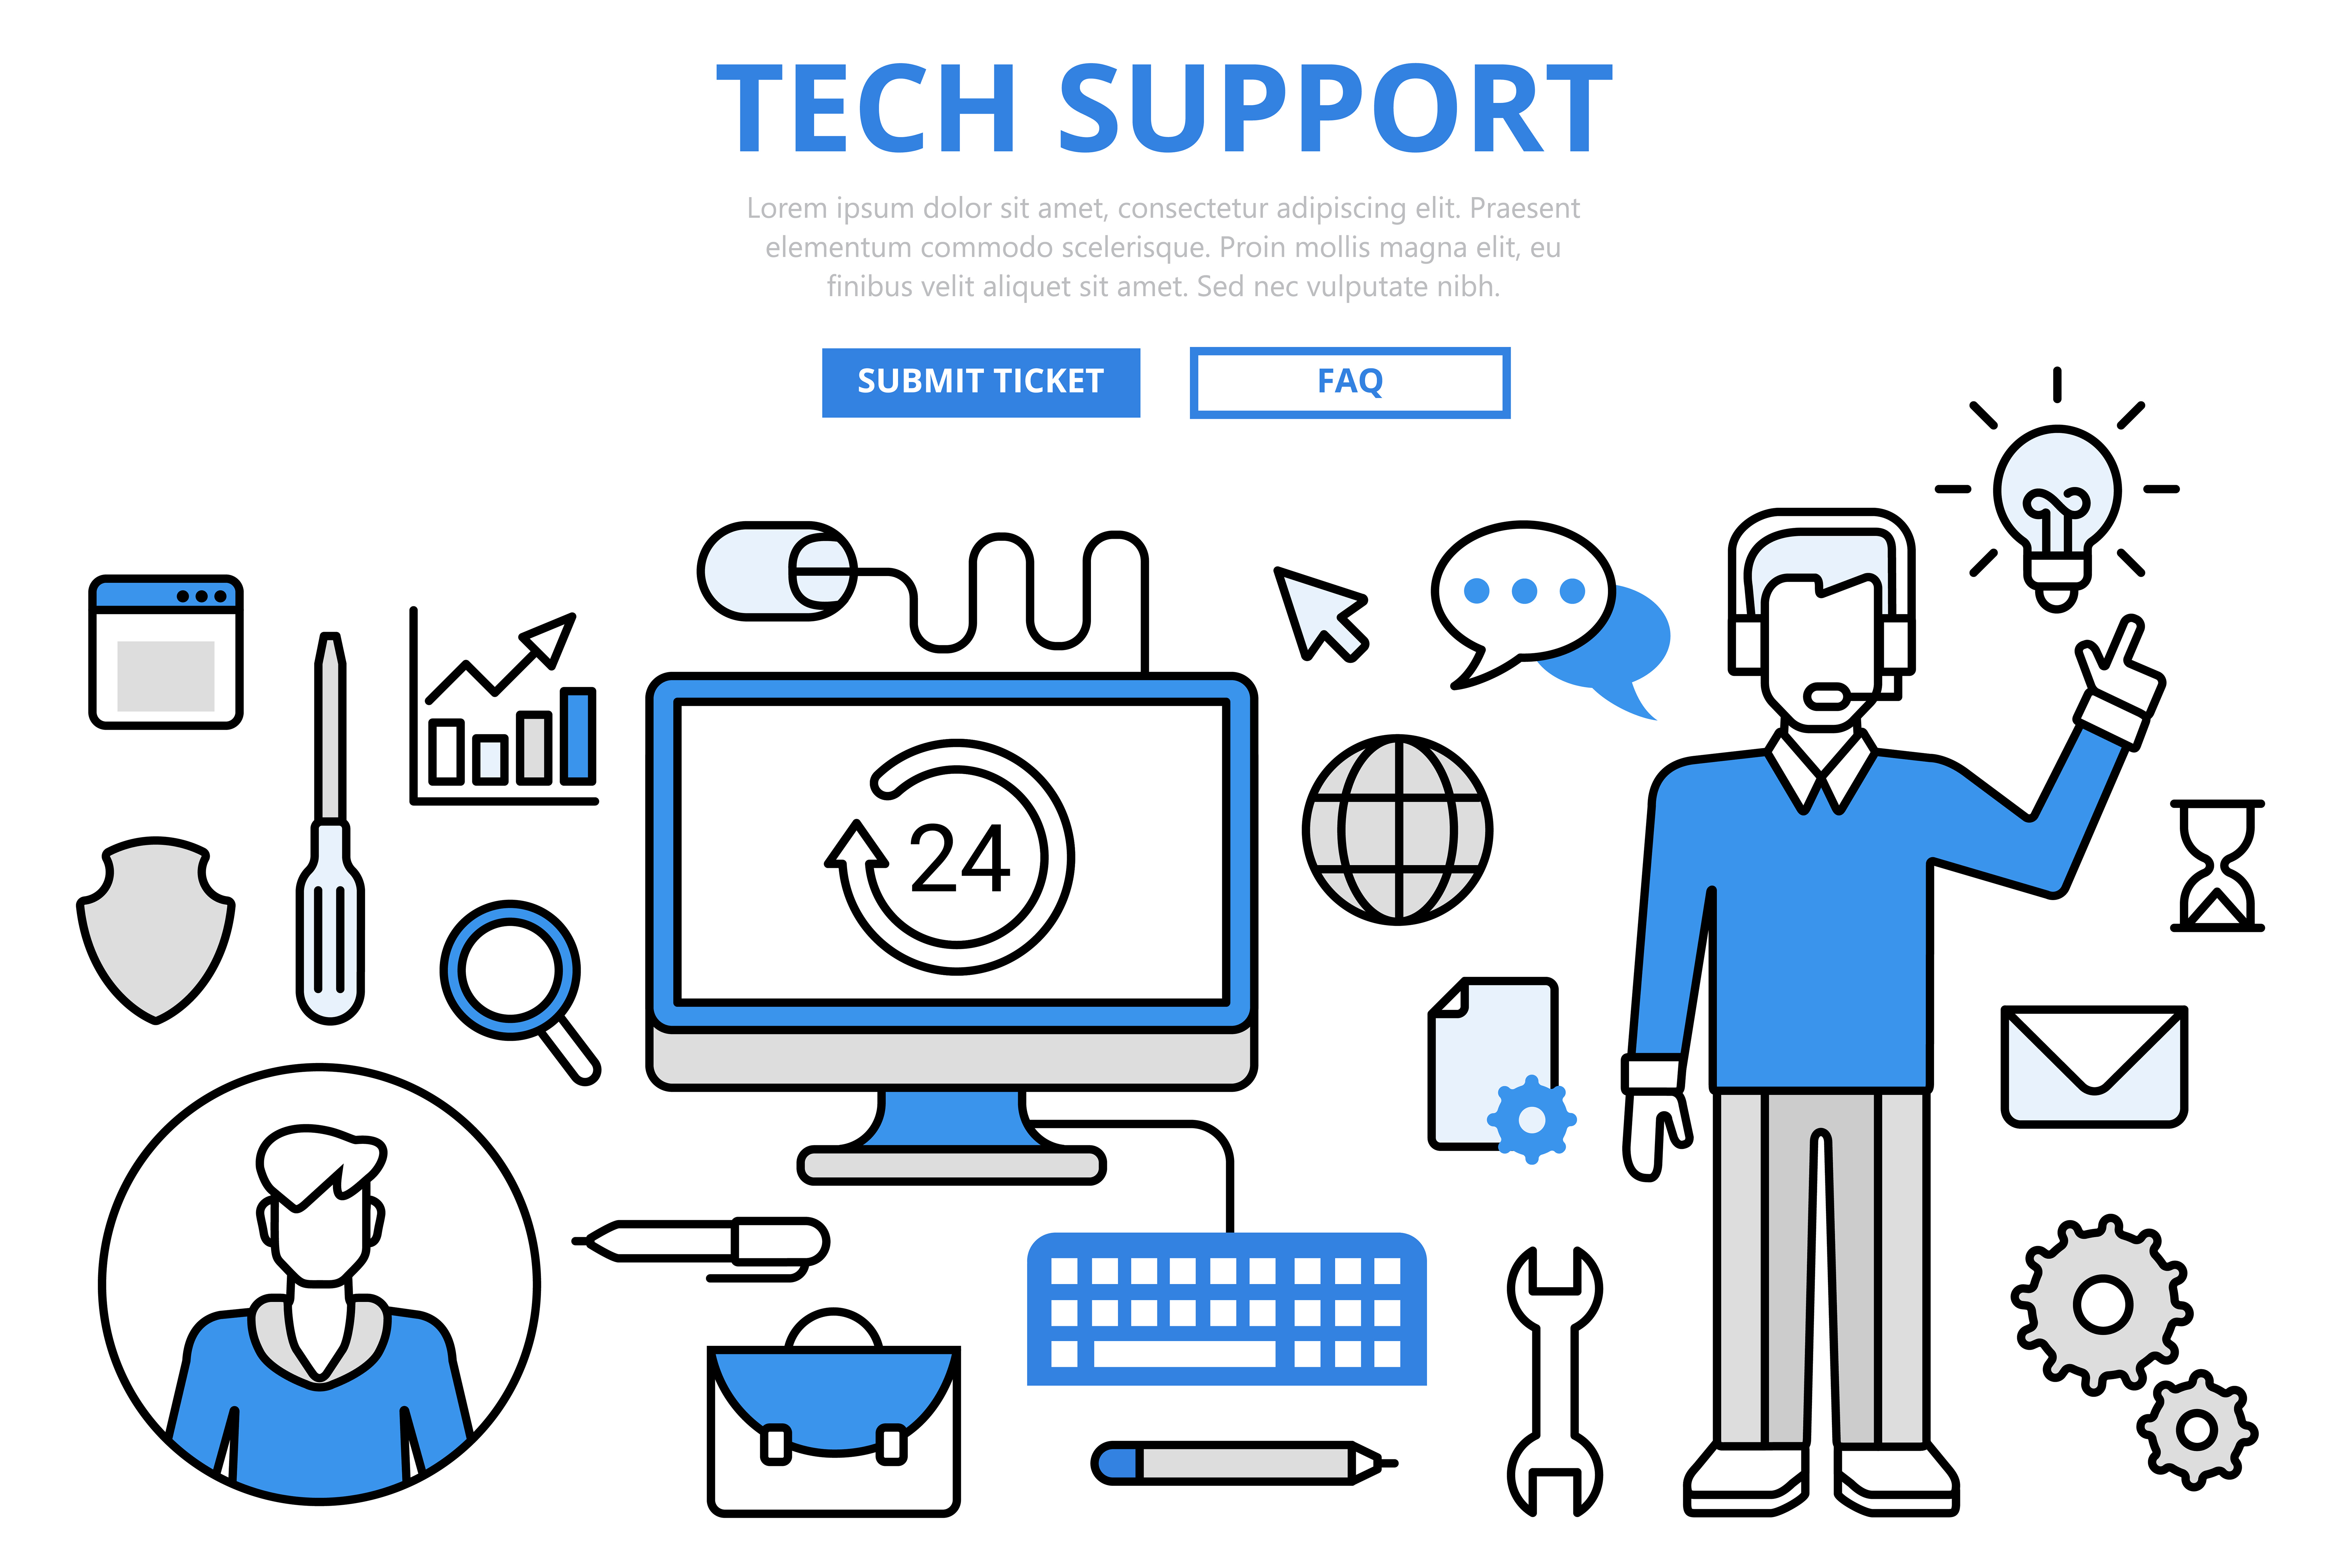 TECH SUPPORT
Lorem ipsum dolor sit amet, consectetur adipiscing elit. Praesent
elementum commodo scelerisque. Proin mollis magna elit, eu
finibus velit aliquet sit amet. Sed nec vulputate nibh.
SUBMIT TICKET
FAQ
24